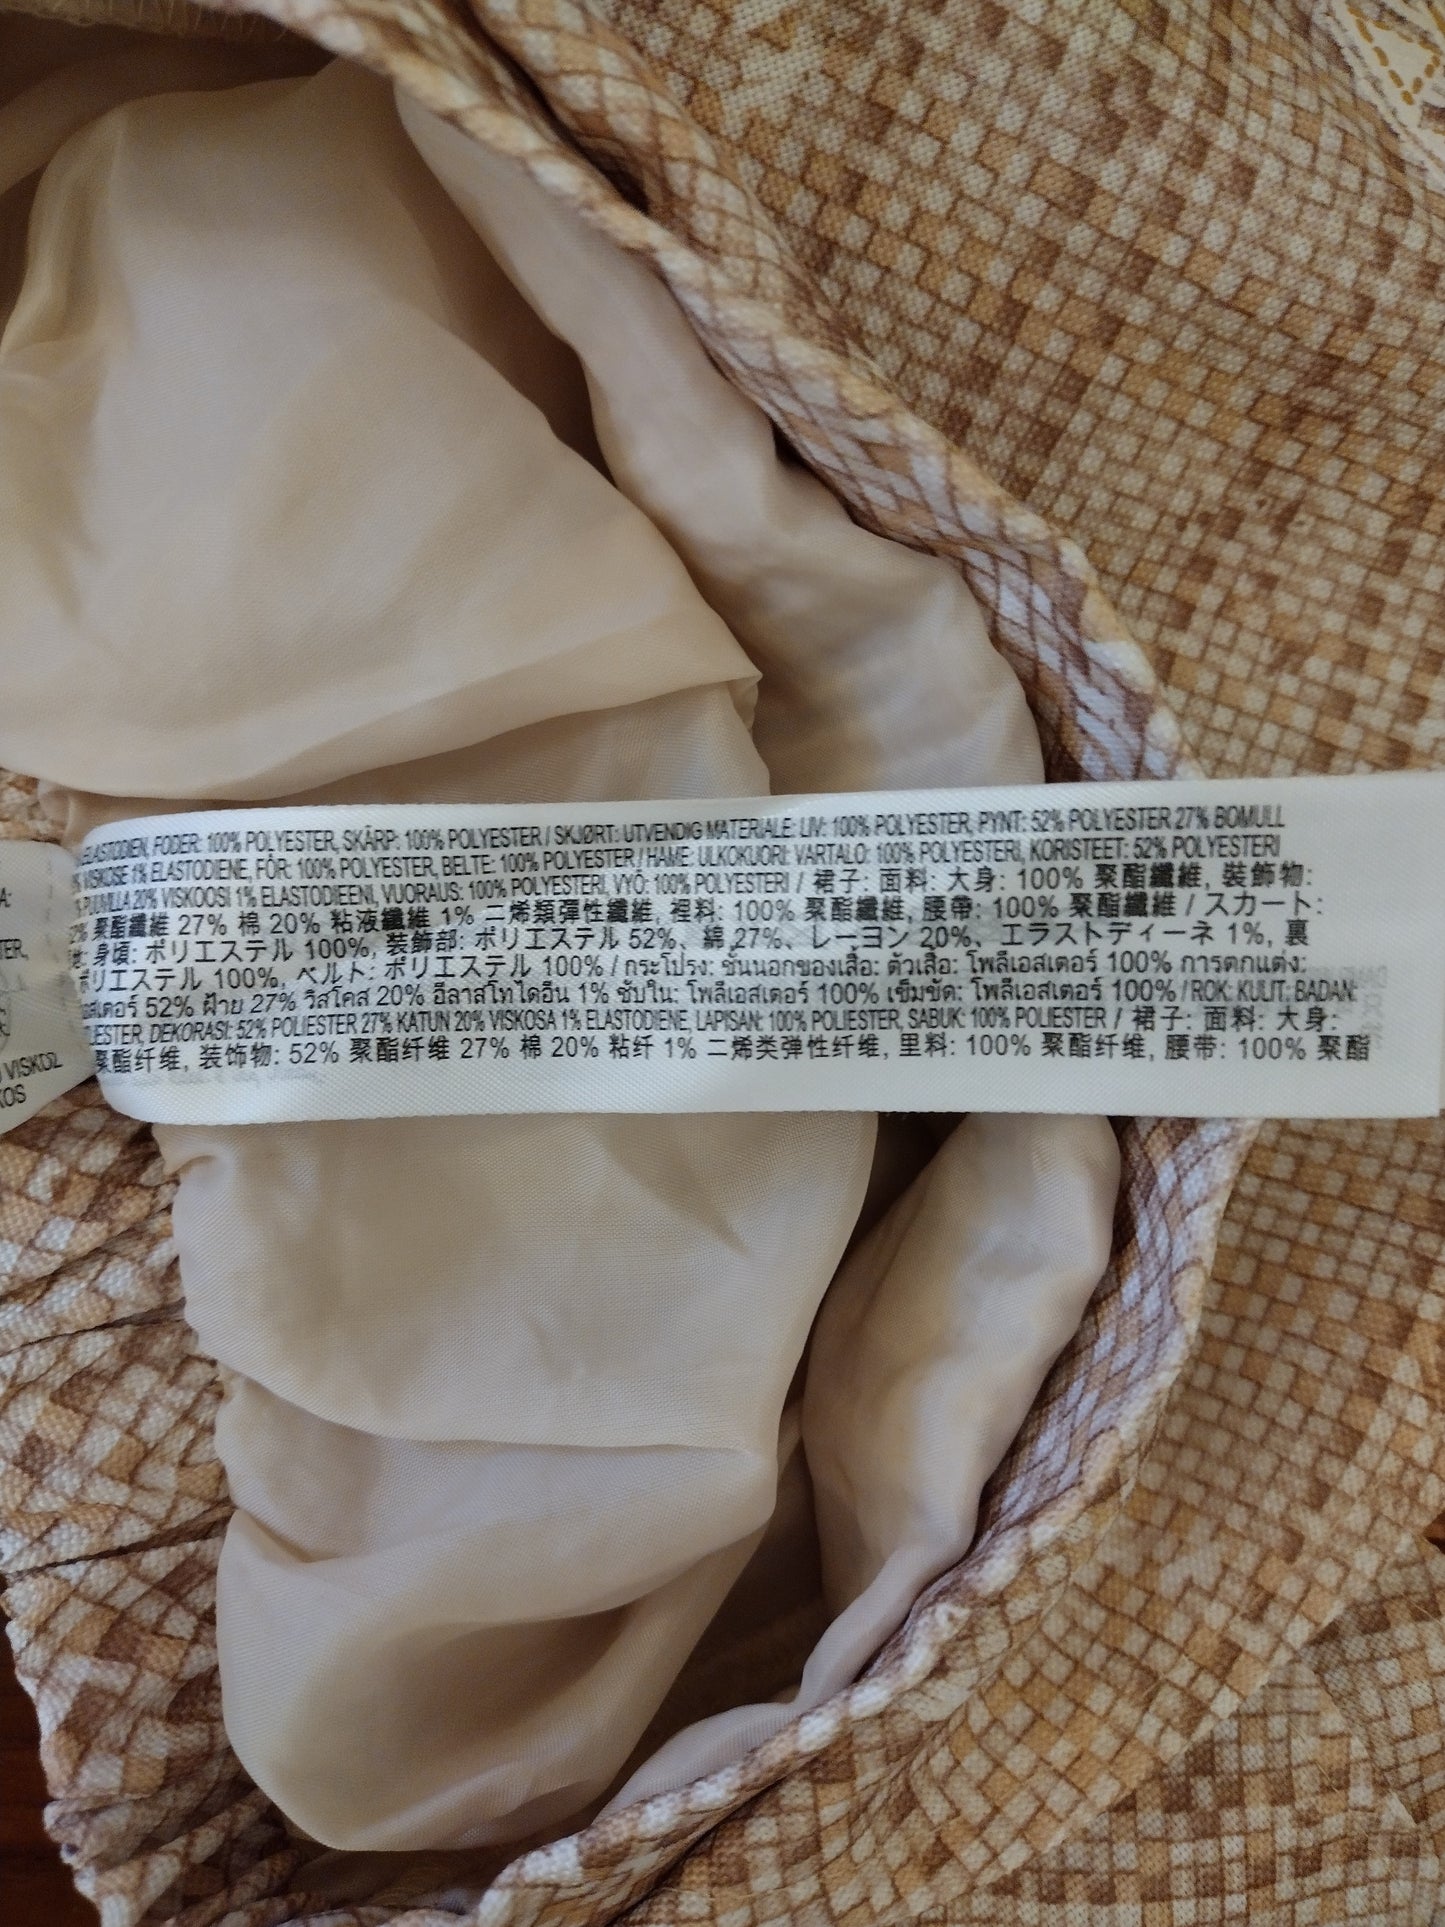 A:
TER,
VISKOZ
KOS
ELASTODIEN, FODER: 100% POLYESTER, SKÄRP: 100% POLYESTER / SKJØRT: UTVENDIG MATERIALE: LIV: 100% POLYESTER, PYNT: 52% POLYESTER 27% BOMULL
VISKOSE 1% ELASTODIENE, FÔR: 100% POLYESTER, BELTE: 100% POLYESTER / HAME: ULKOKUORI: VARTALO: 100% POLYESTERI, KORISTEET: 52% POLYESTERI
PUUVILLA 20% VISKOOSI 1% ELASTODIEENI, VUORAUS: 100% POLYESTERI, VYÖ: 100% POLYESTERI / 裙子: 面料: 大身: 100% 聚酯纖維, 裝飾物:
聚酯纖維 27% 棉 20% 粘液纖維 1% 二烯類彈性纖維, 裡料: 100% 聚酯纖維, 腰帶: 100% 聚酯纖維 / スカート:
身頃: ポリエステル 100%, 装飾部: ポリエステル 52%、綿 27%、レーヨン 20%、エラストディーネ 1%, 裏
ポリエステル 100%, ベルト: ポリエステル 100% / กระโปรง: ชั้นนอกของเสื้อ: ตัวเสื้อ: โพลีเอสเตอร์ 100% การตกแต่ง:
52% ฝ้าย 27% วิสโคส 20% อีลาสโทไดอีน 1% ซับใน: โพลีเอสเตอร์ 100% เข็มขัด: โพลีเอสเตอร์ 100% / ROK: KULIT: BADAN:
DEKORASI: 52% POLIESTER 27% KATUN 20% VISKOSA 1% ELASTODIENE, LAPISAN: 100% POLIESTER, SABUK: 100% POLIESTER / 裙子: 面料: 大身:
聚酯纤维, 装饰物: 52% 聚酯纤维 27% 棉 20% 粘纤 1% 二烯类弹性纤维, 里料: 100% 聚酯纤维, 腰带: 100% 聚酯